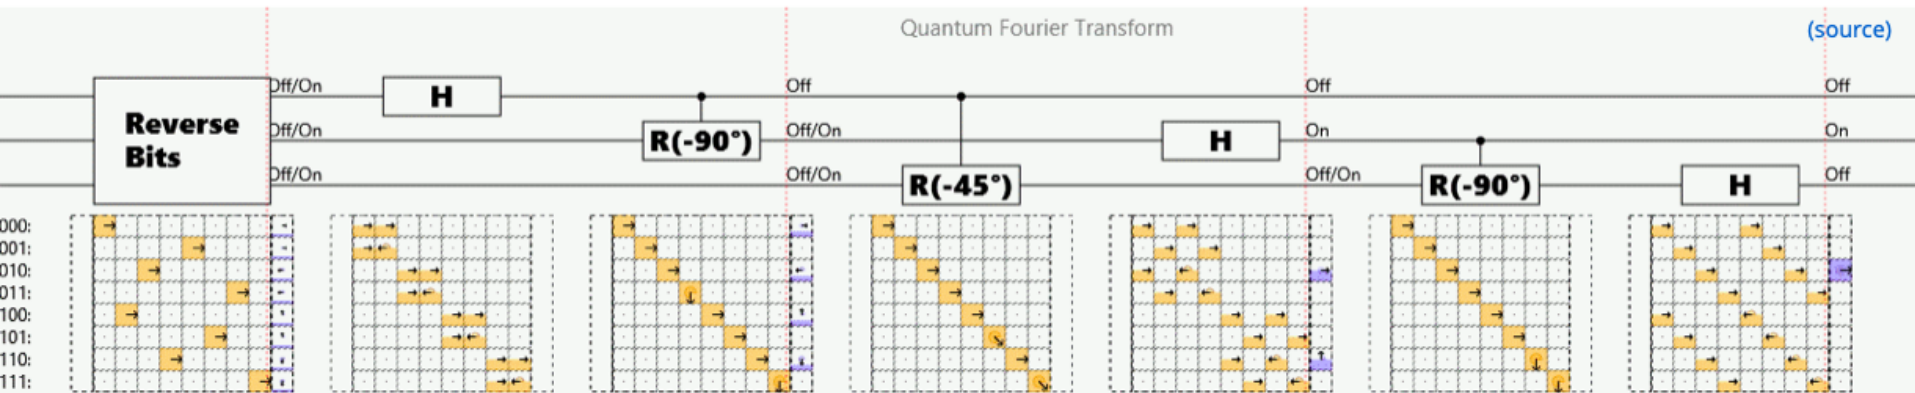 Quantum Fourier Transform
(source)
Off/On
H
Off
Off
Off
Reverse
Bits
Off/On
R(-90°)
Off/On
H
On
R(-90°)
On
Off/On
Off/On
R(-45°)
Off/On
H
Off
000:
001:
010:
011:
100:
101:
110:
111: